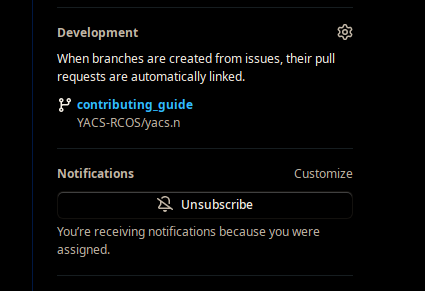 Development
When branches are created from issues, their pull
requests are automatically linked.
contributing_guide
YACS-RCOS/yacs.n
Notifications Customize
Unsubscribe
You're receiving notifications because you were
assigned.